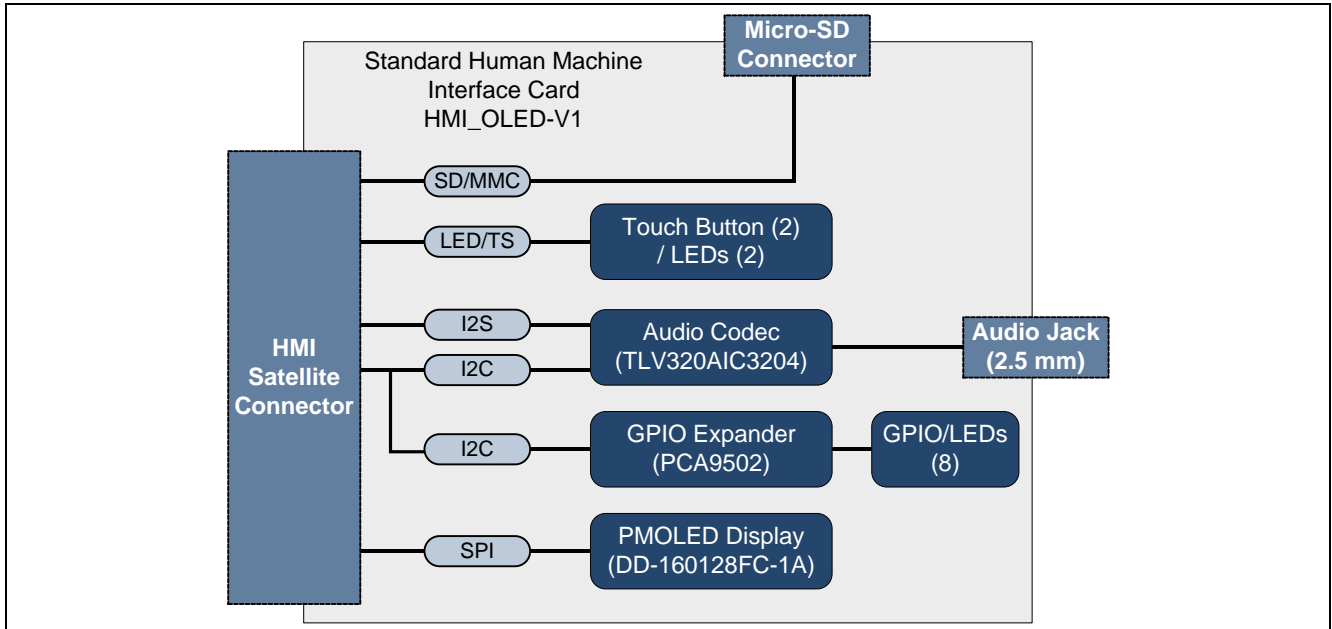 Micro-SD
Connector
Standard Human Machine
Interface Card
HMI_OLED-V1
SD/MMC
LED/TS
Touch Button (2)
/ LEDs (2)
HMI
Satellite
Connector
I2S
I2C
Audio Codec
(TLV320AIC3204)
Audio Jack
(2.5 mm)
I2C
GPIO Expander
(PCA9502)
GPIO/LEDs
(8)
SPI
PMOLED Display
(DD-160128FC-1A)